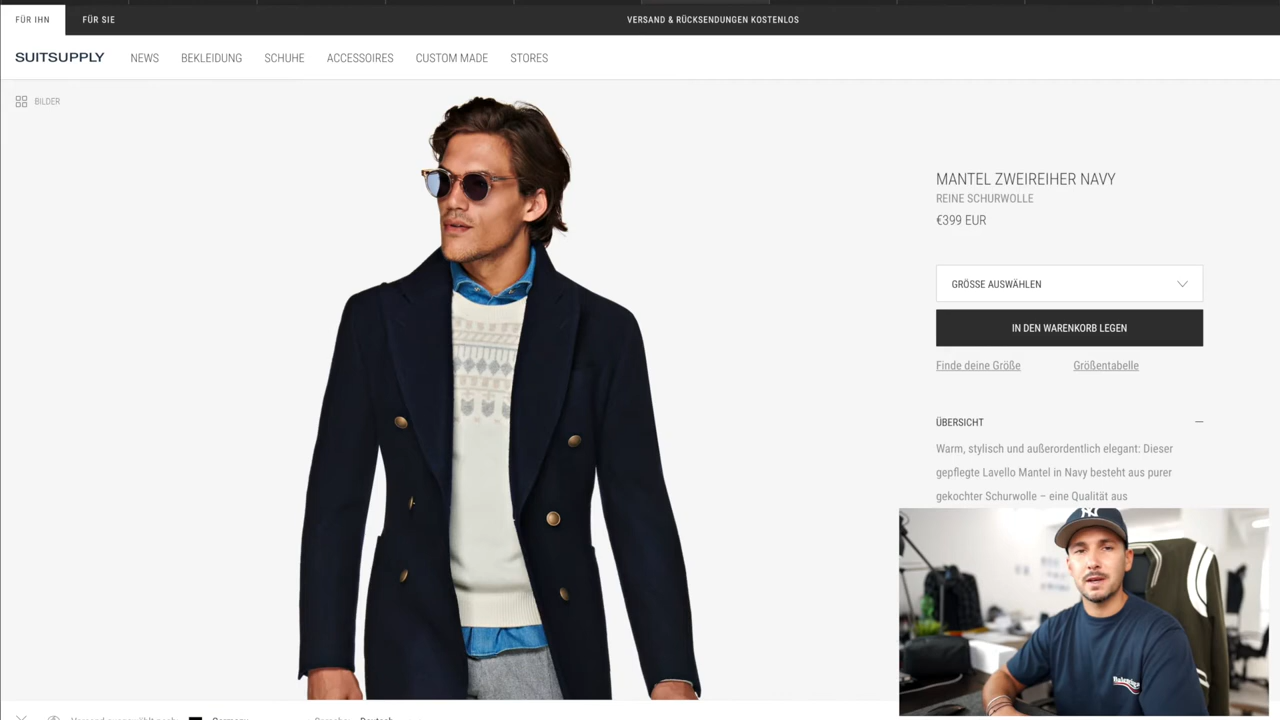 FÜR IHN
FÜR SIE
VERSAND & RÜCKSENDUNGEN KOSTENLOS
SUITSUPPLY
NEWS
BEKLEIDUNG
SCHUHE
ACCESSOIRES
CUSTOM MADE
STORES
BILDER
MANTEL ZWEIREIHER NAVY
REINE SCHURWOLLE
€399 EUR
GRÖSSE AUSWÄHLEN
IN DEN WARENKORB LEGEN
Finde deine Größe
Größentabelle
ÜBERSICHT
Warm, stylisch und außerordentlich elegant: Dieser
gepflegte Lavello Mantel in Navy besteht aus purer
gekochter Schurwolle – eine Qualität aus
NY
Balenciaga